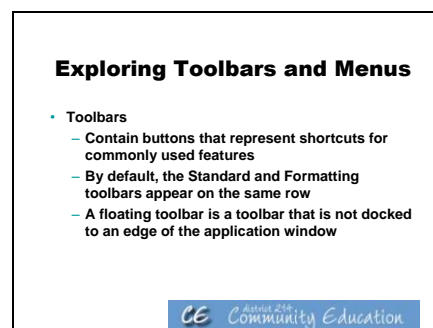 Exploring Toolbars and Menus
• Toolbars
– Contain buttons that represent shortcuts for
commonly used features
– By default, the Standard and Formatting
toolbars appear on the same row
– A floating toolbar is a toolbar that is not docked
to an edge of the application window
CE district 214 Community Education